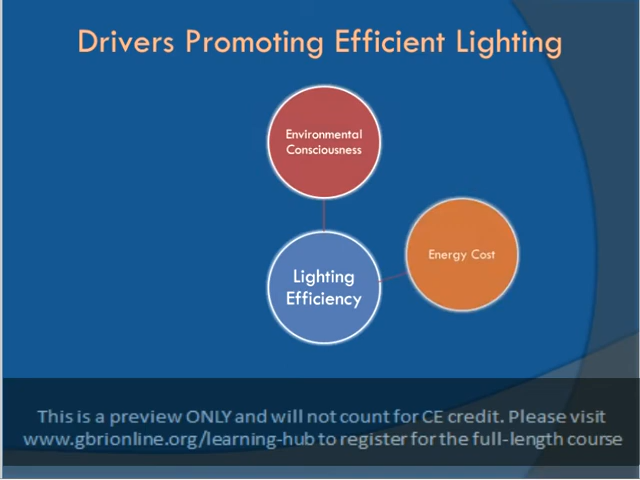 Drivers Promoting Efficient Lighting
Environmental
Consciousness
Energy Cost
Lighting
Efficiency
This is a preview ONLY and will not count for CE credit. Please visit
www.gbrionline.org/learning-hub to register for the full-length course